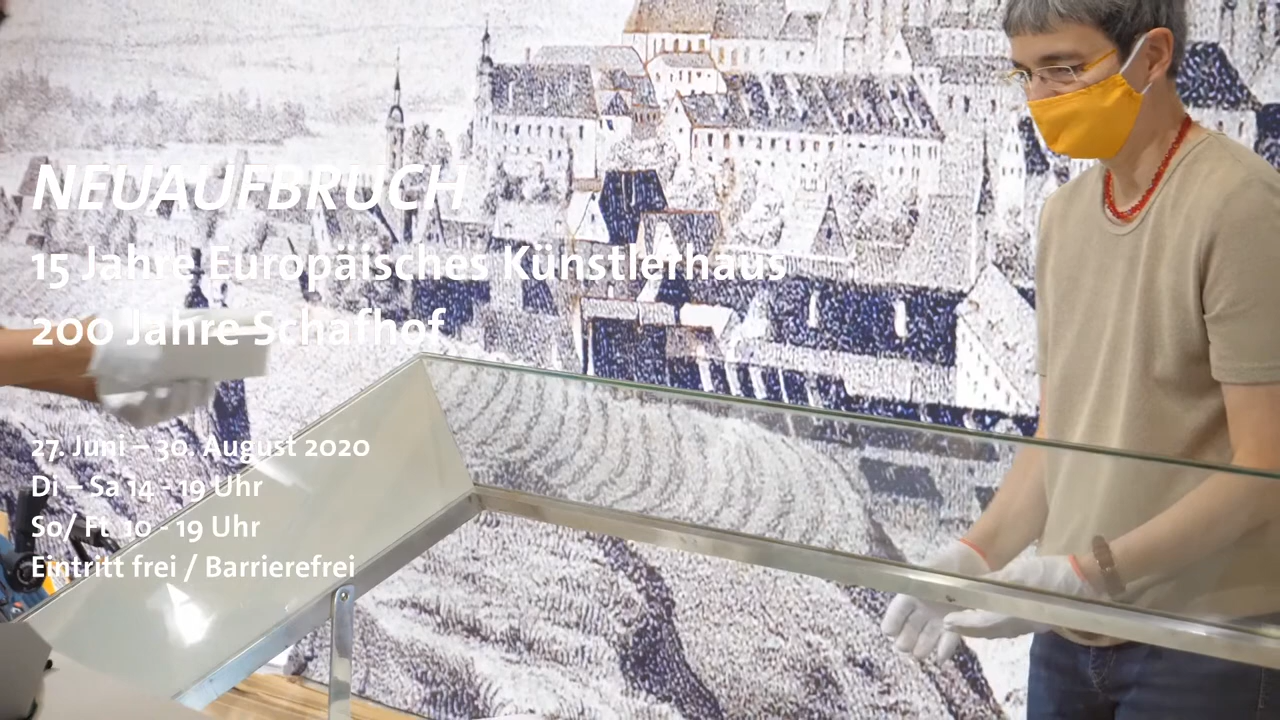 NEUAUFBRUCH
15 Jahre Europäisches Künstlerhaus
200 Jahre Schafhof
27. Juni – 30. August 2020
Di – Sa 14 - 19 Uhr
So/ Ft  10 - 19 Uhr
Eintritt frei / Barrierefrei